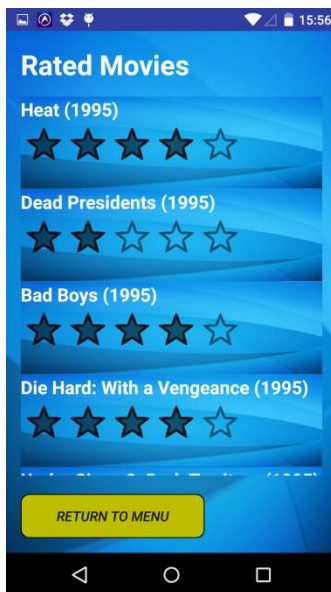 15:56
Rated Movies
Heat (1995)
Dead Presidents (1995)
Bad Boys (1995)
Die Hard: With a Vengeance (1995)
RETURN TO MENU